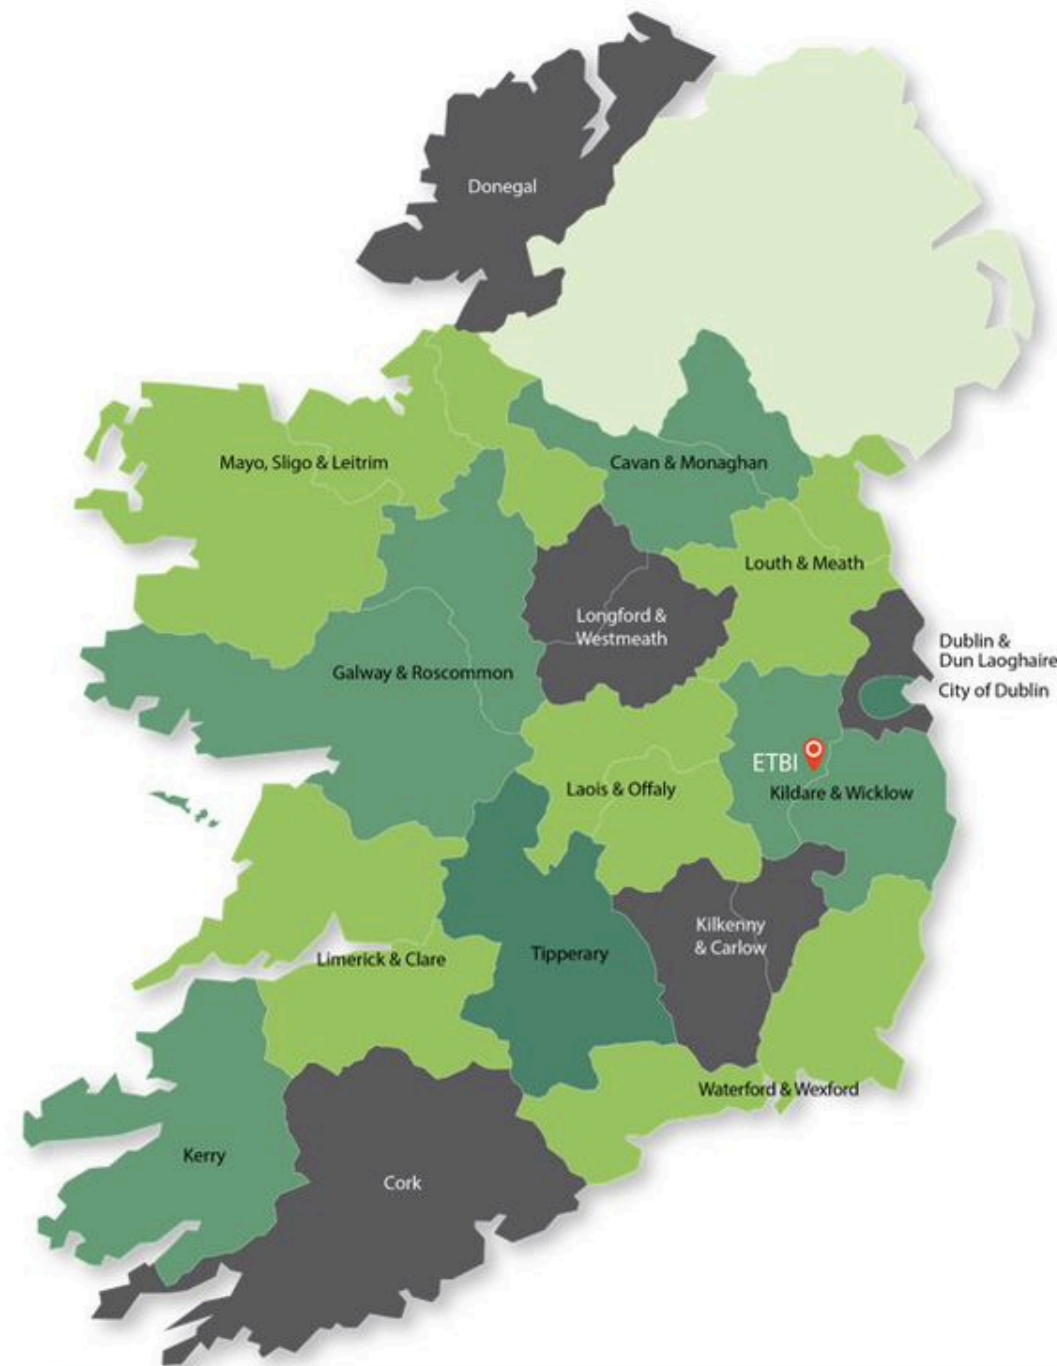 Donegal
Mayo, Sligo & Leitrim
Cavan & Monaghan
Louth & Meath
Longford &
Westmeath
Dublin &
Dun Laoghaire
City of Dublin
Galway & Roscommon
ETBI
Laois & Offaly
Kildare & Wicklow
Kilkenny
& Carlow
Limerick & Clare
Tipperary
Waterford & Wexford
Kerry
Cork